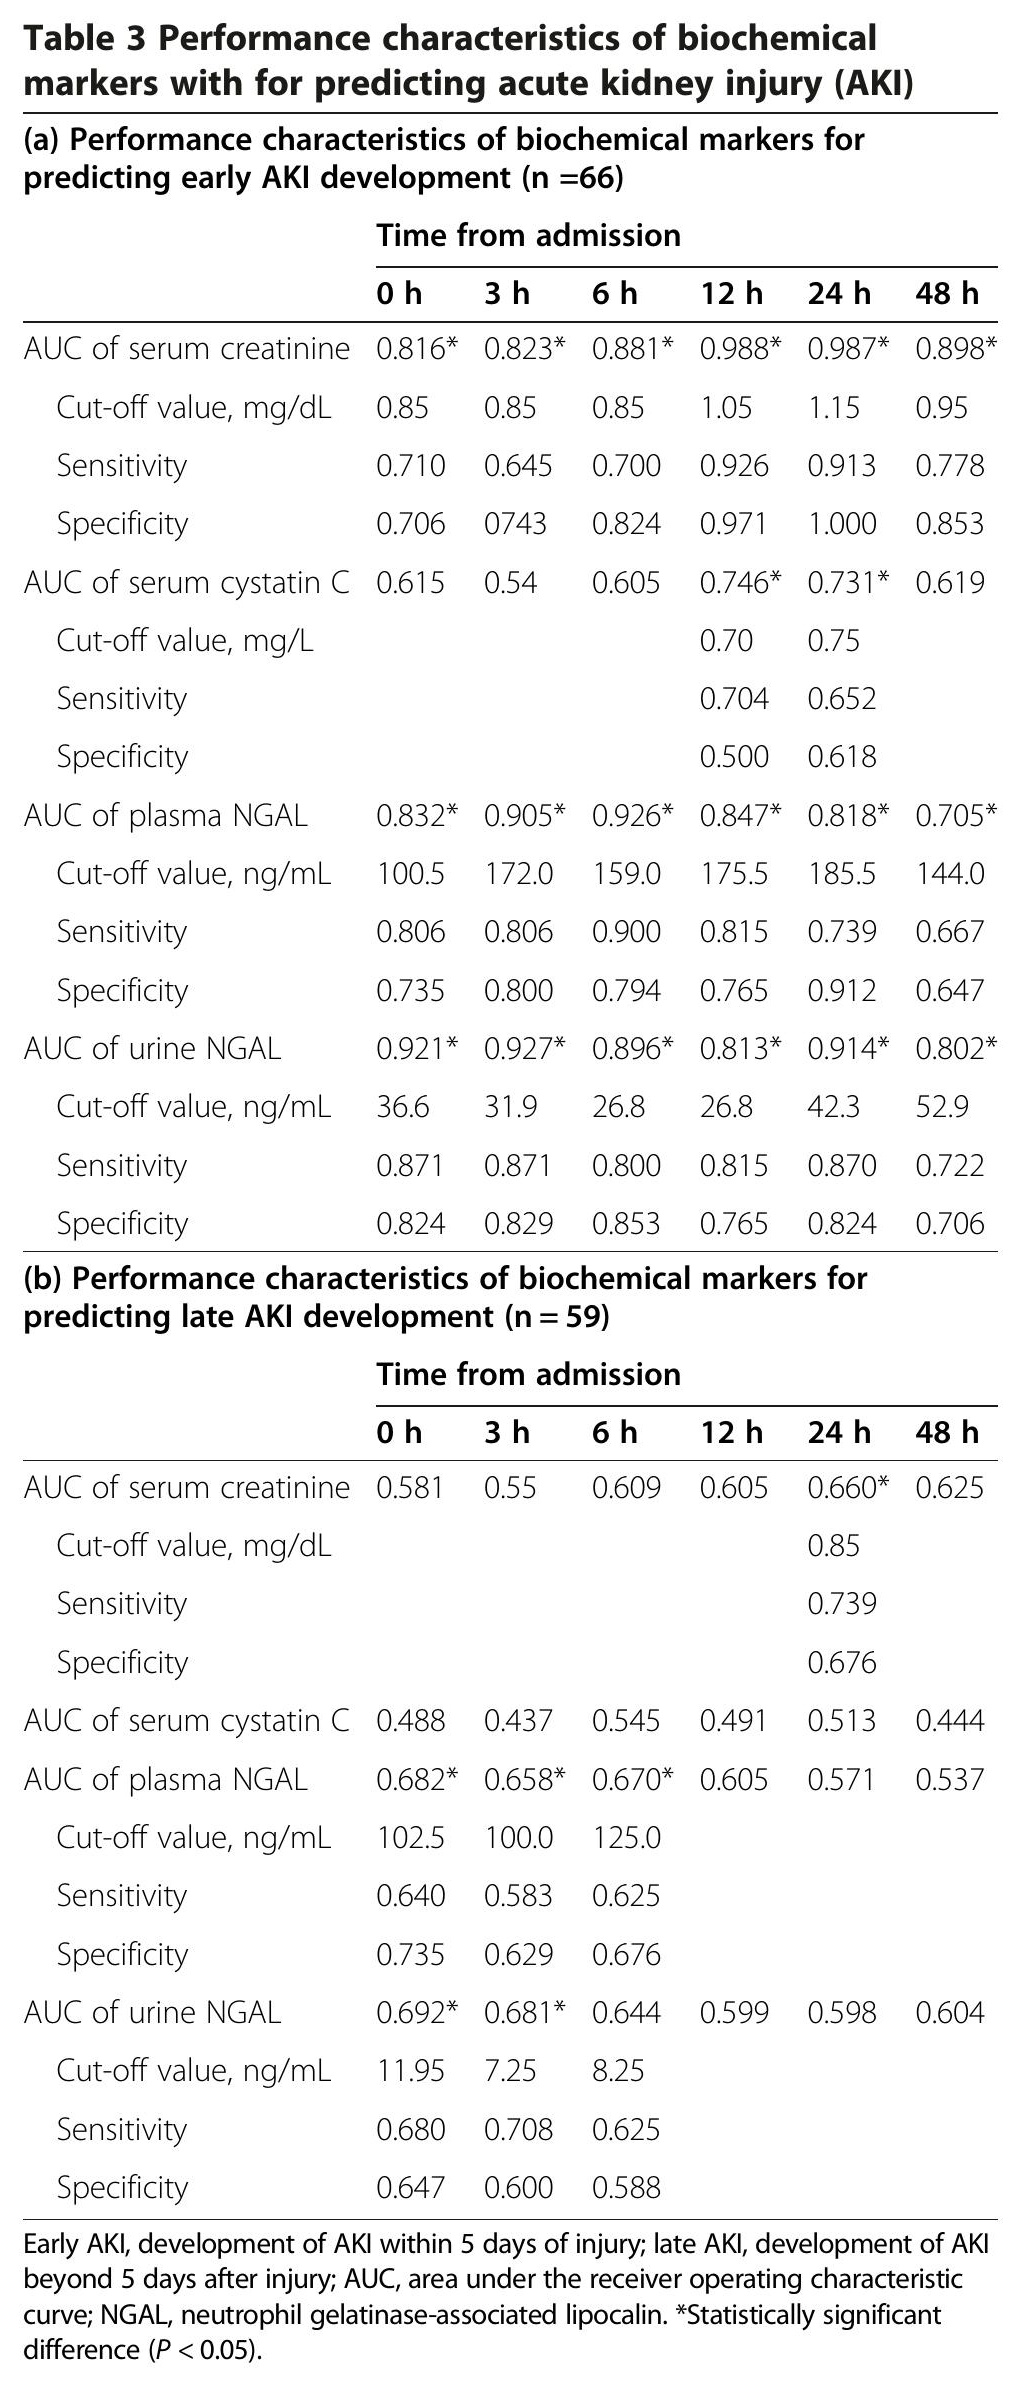 Table 3 Performance characteristics of biochemical
markers with for predicting acute kidney injury (AKI)
(a) Performance characteristics of biochemical markers for
predicting early AKI development (n =66)
Time from admission
0 h 3 h 6 h 12 h 24 h 48 h
AUC of serum creatinine 0.816* 0.823* 0.881* 0.988* 0.987* 0.898*
Cut-off value, mg/dL 0.85 0.85 0.85 1.05 1.15 0.95
Sensitivity 0.710 0.645 0.700 0.926 0.913 0.778
Specificity 0.706 0743 0.824 0.971 1.000 0.853
AUC of serum cystatin C 0.615 0.54 0.605 0.746* 0.731* 0.619
Cut-off value, mg/L 0.70 0.75
Sensitivity 0.704 0.652
Specificity 0.500 0.618
AUC of plasma NGAL 0.832* 0.905* 0.926* 0.847* 0.818* 0.705*
Cut-off value, ng/mL 100.5 172.0 159.0 175.5 185.5 144.0
Sensitivity 0.806 0.806 0.900 0.815 0.739 0.667
Specificity 0.735 0.800 0.794 0.765 0.912 0.647
AUC of urine NGAL 0.921* 0.927* 0.896* 0.813* 0.914* 0.802*
Cut-off value, ng/mL 36.6 31.9 26.8 26.8 42.3 52.9
Sensitivity 0.871 0.871 0.800 0.815 0.870 0.722
Specificity 0.824 0.829 0.853 0.765 0.824 0.706
(b) Performance characteristics of biochemical markers for
predicting late AKI development (n = 59)
Time from admission
0 h 3 h 6 h 12 h 24 h 48 h
AUC of serum creatinine 0.581 0.55 0.609 0.605 0.660* 0.625
Cut-off value, mg/dL 0.85
Sensitivity 0.739
Specificity 0.676
AUC of serum cystatin C 0.488 0.437 0.545 0.491 0.513 0.444
AUC of plasma NGAL 0.682* 0.658* 0.670* 0.605 0.571 0.537
Cut-off value, ng/mL 102.5 100.0 125.0
Sensitivity 0.640 0.583 0.625
Specificity 0.735 0.629 0.676
AUC of urine NGAL 0.692* 0.681* 0.644 0.599 0.598 0.604
Cut-off value, ng/mL 11.95 7.25 8.25
Sensitivity 0.680 0.708 0.625
Specificity 0.647 0.600 0.588
Early AKI, development of AKI within 5 days of injury; late AKI, development of AKI
beyond 5 days after injury; AUC, area under the receiver operating characteristic
curve; NGAL, neutrophil gelatinase-associated lipocalin. *Statistically significant
difference (P < 0.05).